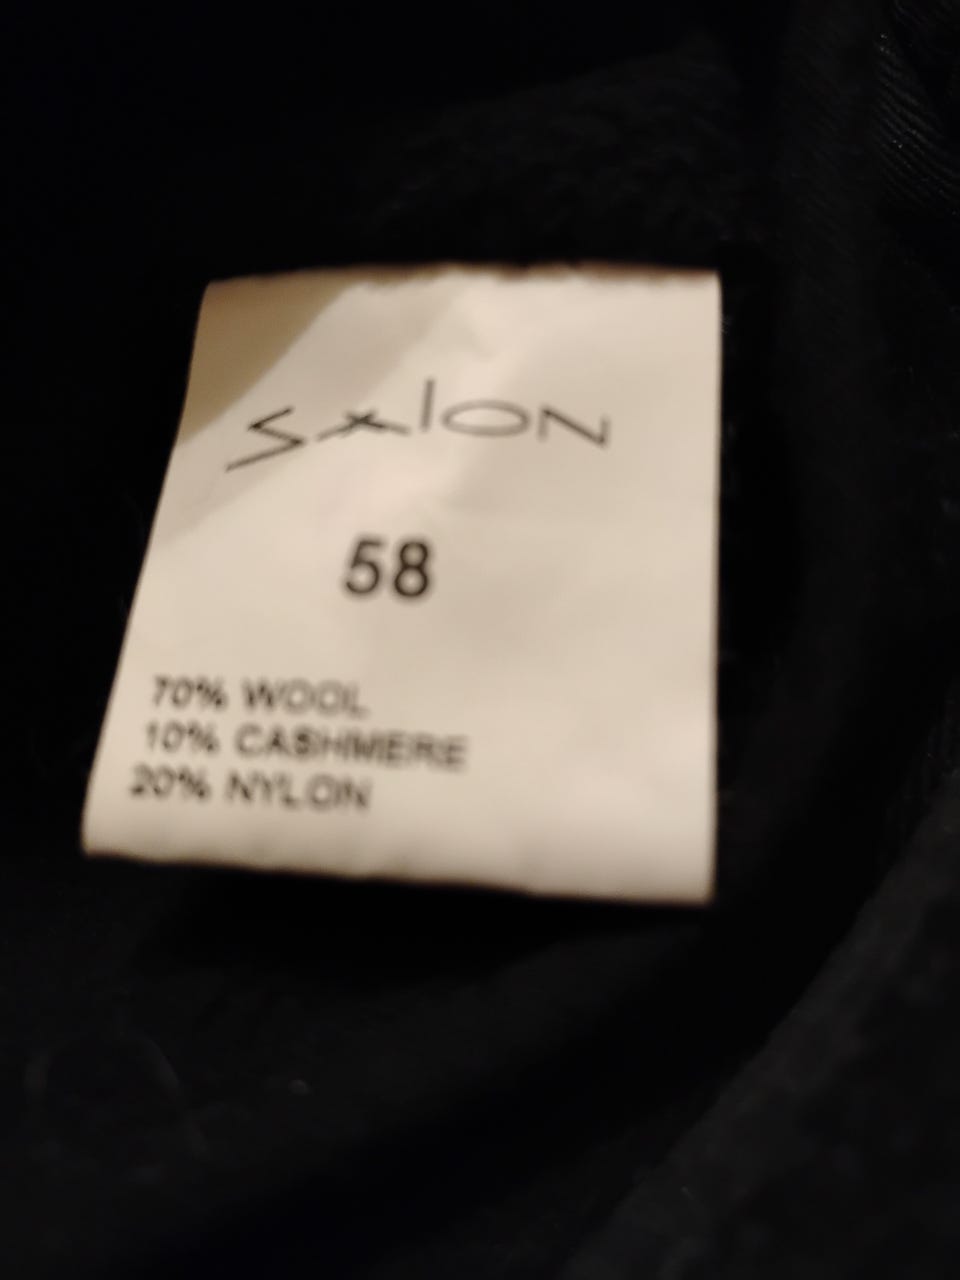 Salon
58
70% WOOL
10% CASHMERE
20% NYLON